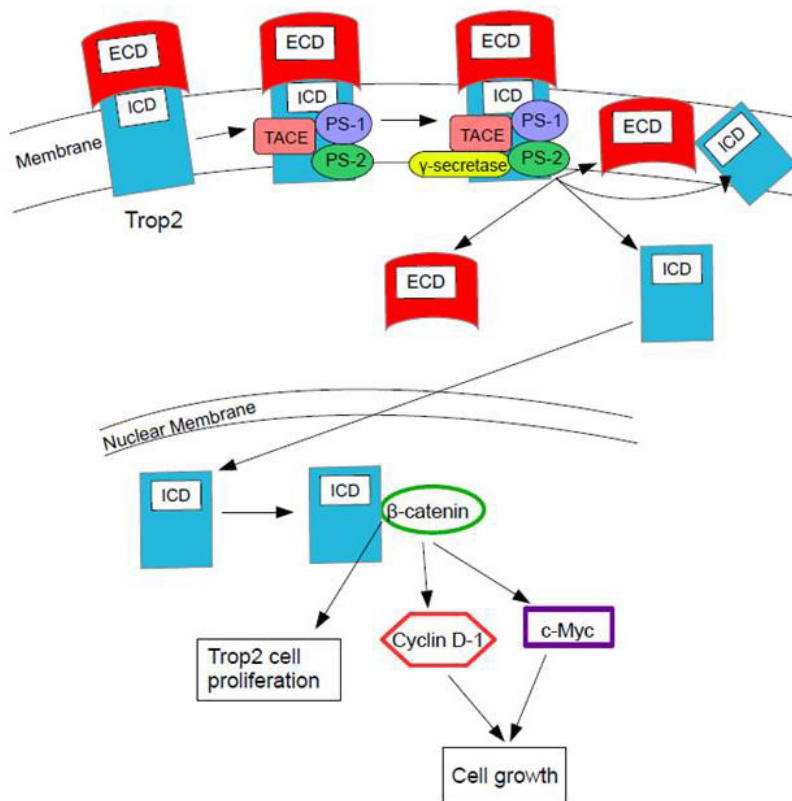 ECD
ECD
ECD
ICD
ICD
ICD
PS-1
PS-1
ECD
ICD
TACE
TACE
Membrane
PS-2
γ-secretase
PS-2
Trop2
ECD
ICD
Nuclear Membrane
ICD
ICD
β-catenin
Cyclin D-1
c-Myc
Trop2 cell
proliferation
Cell growth